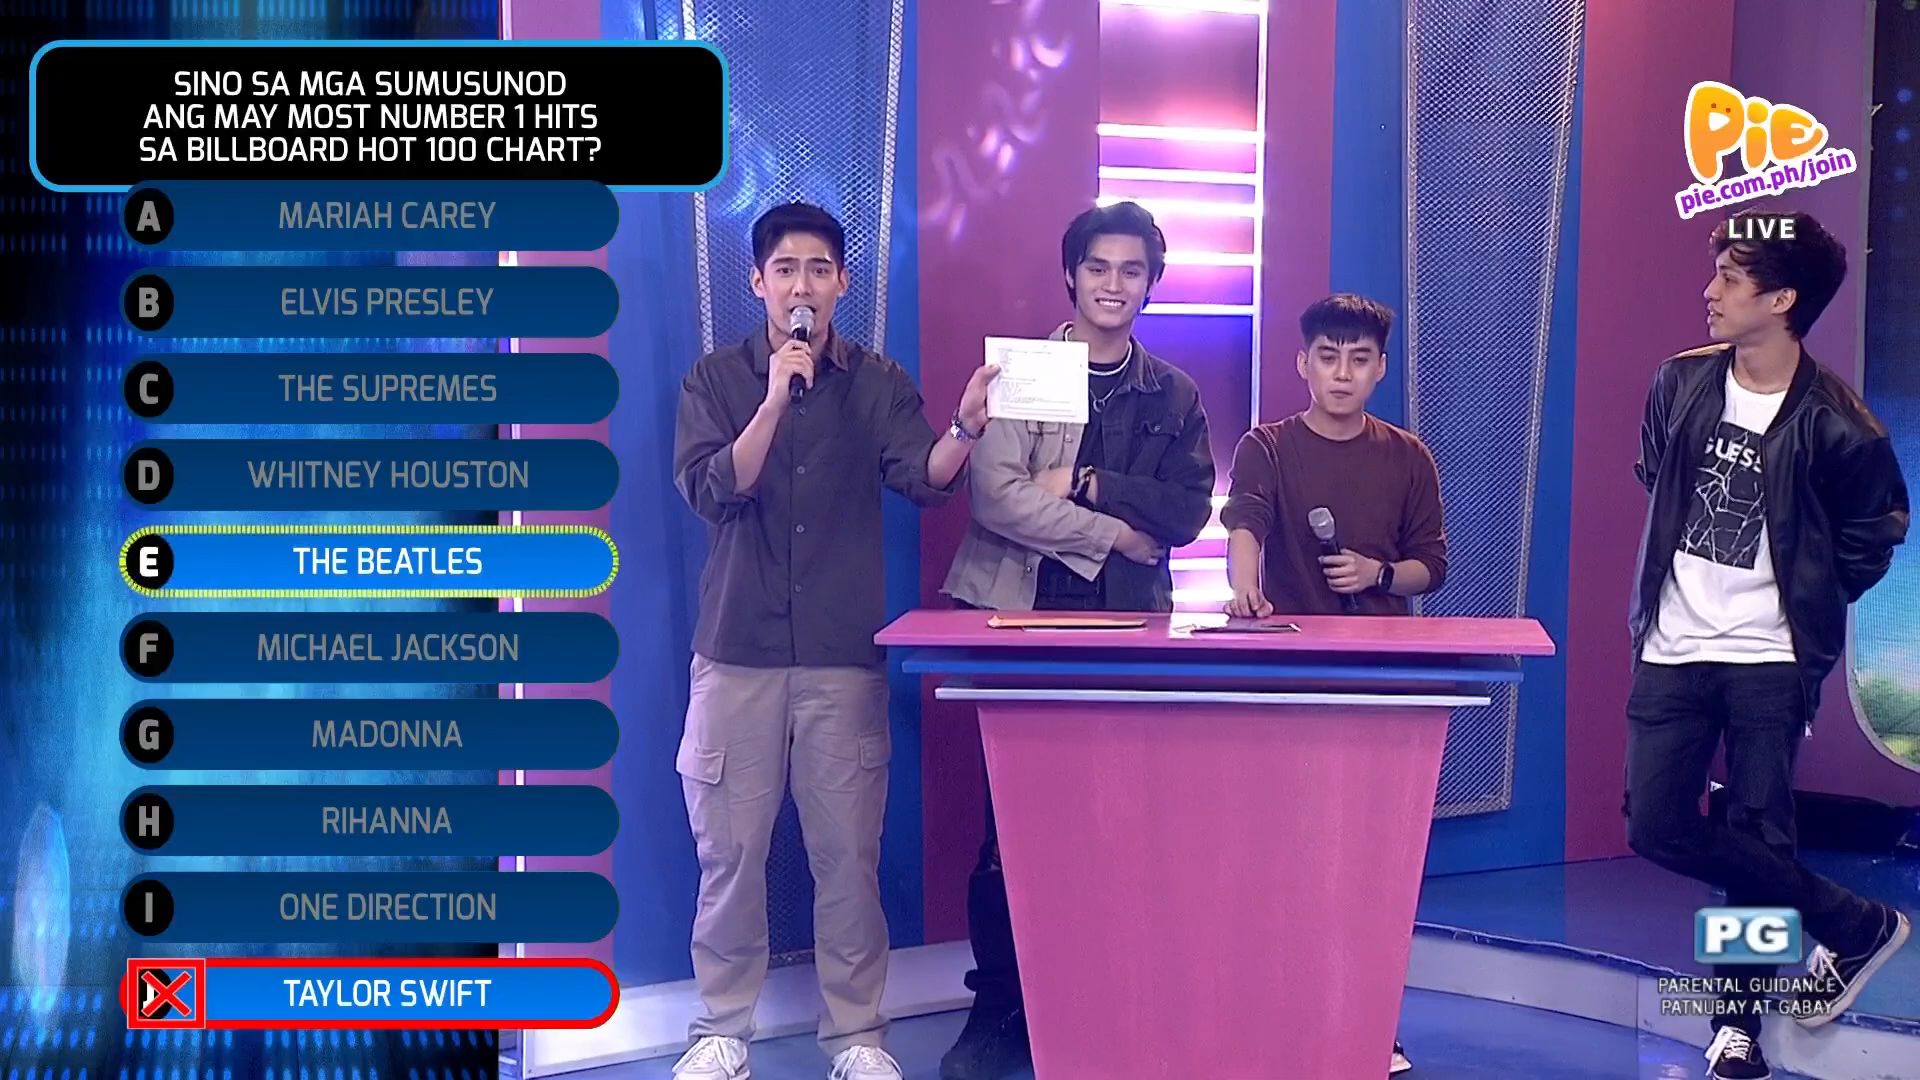 SINO SA MGA SUMUSUNOD
ANG MAY MOST NUMBER 1 HITS
SA BILLBOARD HOT 100 CHART?
A MARIAH CAREY
B ELVIS PRESLEY
C THE SUPREMES
D WHITNEY HOUSTON
E THE BEATLES
F MICHAEL JACKSON
G MADONNA
H RIHANNA
I ONE DIRECTION
TAYLOR SWIFT
PiE
pie.com.ph/join
LIVE
GUESS
PG
PARENTAL GUIDANCE
PATNUBAY AT GABAY